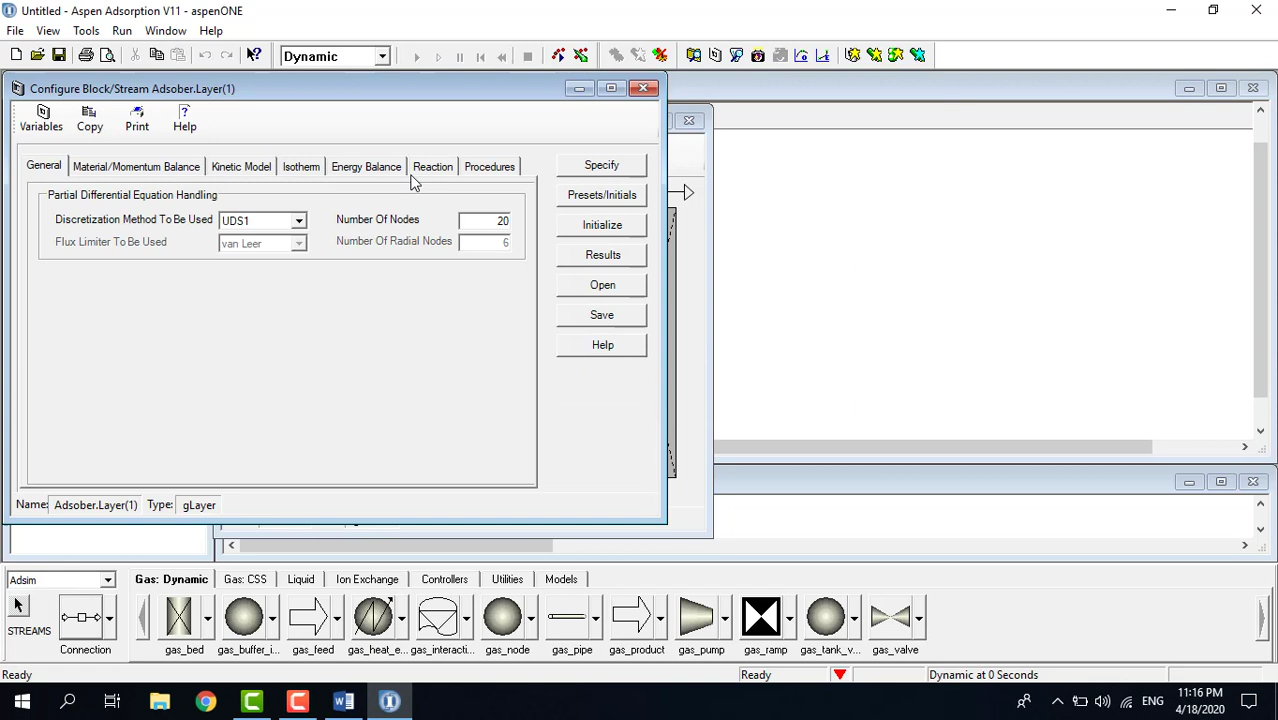 Untitled - Aspen Adsorption V11 - aspenONE
File View Tools Run Window Help
Dynamic
Configure Block/Stream Adsober.Layer(1)
Variables Copy Print Help
General Material/Momentum Balance Kinetic Model Isotherm Energy Balance Reaction Procedures
Partial Differential Equation Handling
Discretization Method To Be Used UDS1 Number Of Nodes 20
Flux Limiter To Be Used van Leer Number Of Radial Nodes 6
Specify
Presets/Initials
Initialize
Results
Open
Save
Help
Name: Adsober.Layer(1) Type: gLayer
Adsim Gas: Dynamic Gas: CSS Liquid Ion Exchange Controllers Utilities Models
STREAMS
Connection gas_bed gas_buffer_i... gas_feed gas_heat_e... gas_interacti... gas_node gas_pipe gas_product gas_pump gas_ramp gas_tank_v... gas_valve
Ready Ready Dynamic at 0 Seconds
ENG 11:16 PM
4/18/2020